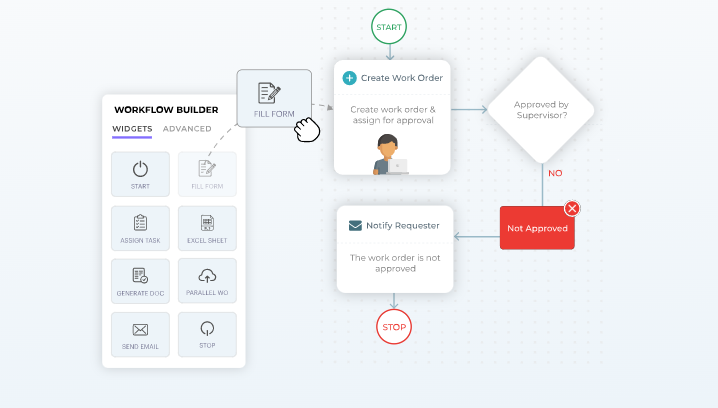 WORKFLOW BUILDER
WIDGETS ADVANCED
START
FILL FORM
ASSIGN TASK
EXCEL SHEET
GENERATE DOC
PARALLEL WO
SEND EMAIL
STOP
FILL FORM
START
Create Work Order
Create work order &
assign for approval
Approved by
Supervisor?
NO
Not Approved
Notify Requester
The work order is not
approved
STOP